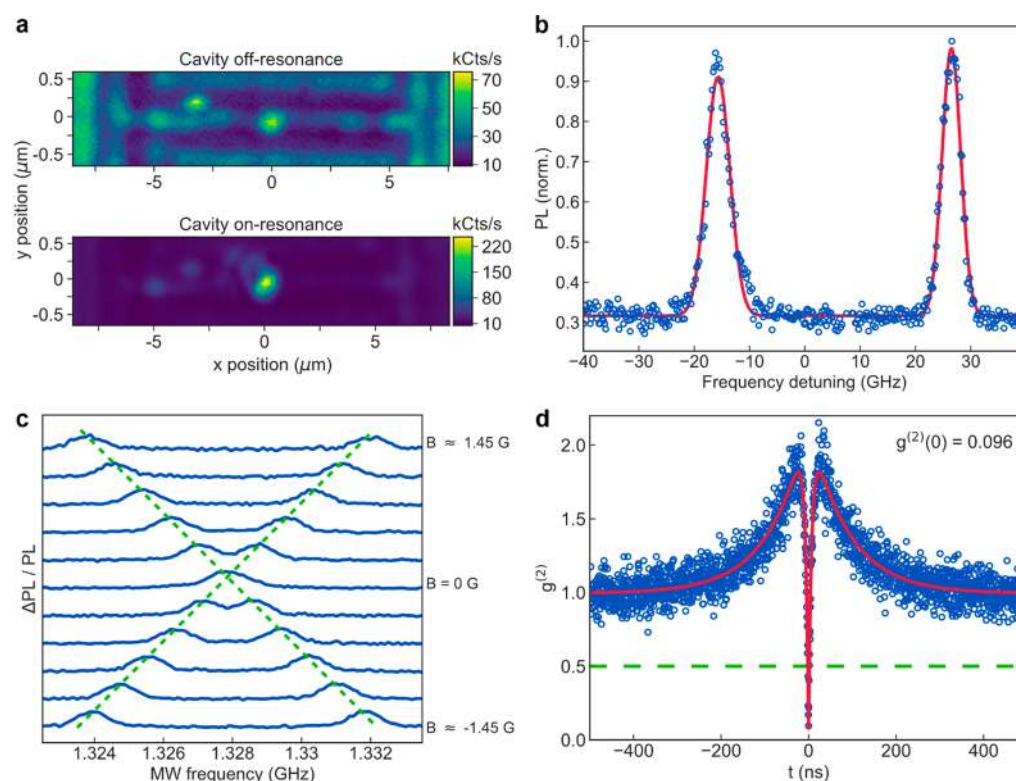 a
Cavity off-resonance
kCts/s
0.5
0
-0.5
70
50
30
10
-5
0
5
Cavity on-resonance
kCts/s
0.5
0
-0.5
220
150
80
10
-5
0
5
x position (μm)
y position (μm)
b
1.0
0.9
0.8
0.7
0.6
0.5
0.4
0.3
PL (norm.)
−40
−30
−20
−10
0
10
20
30
Frequency detuning (GHz)
c
B ≈ 1.45 G
B = 0 G
B ≈ -1.45 G
ΔPL / PL
1.324
1.326
1.328
1.33
1.332
MW frequency (GHz)
d
g(2)(0) = 0.096
2.0
1.5
1.0
0.5
0.0
g(2)
−400
−200
0
200
400
t (ns)